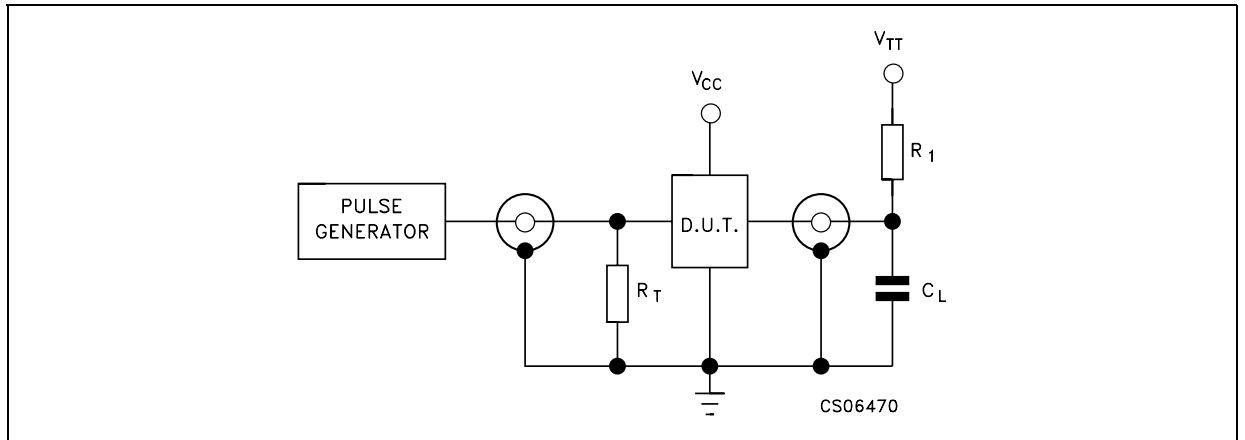 V_TT
V_CC
R_1
PULSE
GENERATOR
D.U.T.
R_T
C_L
CS06470